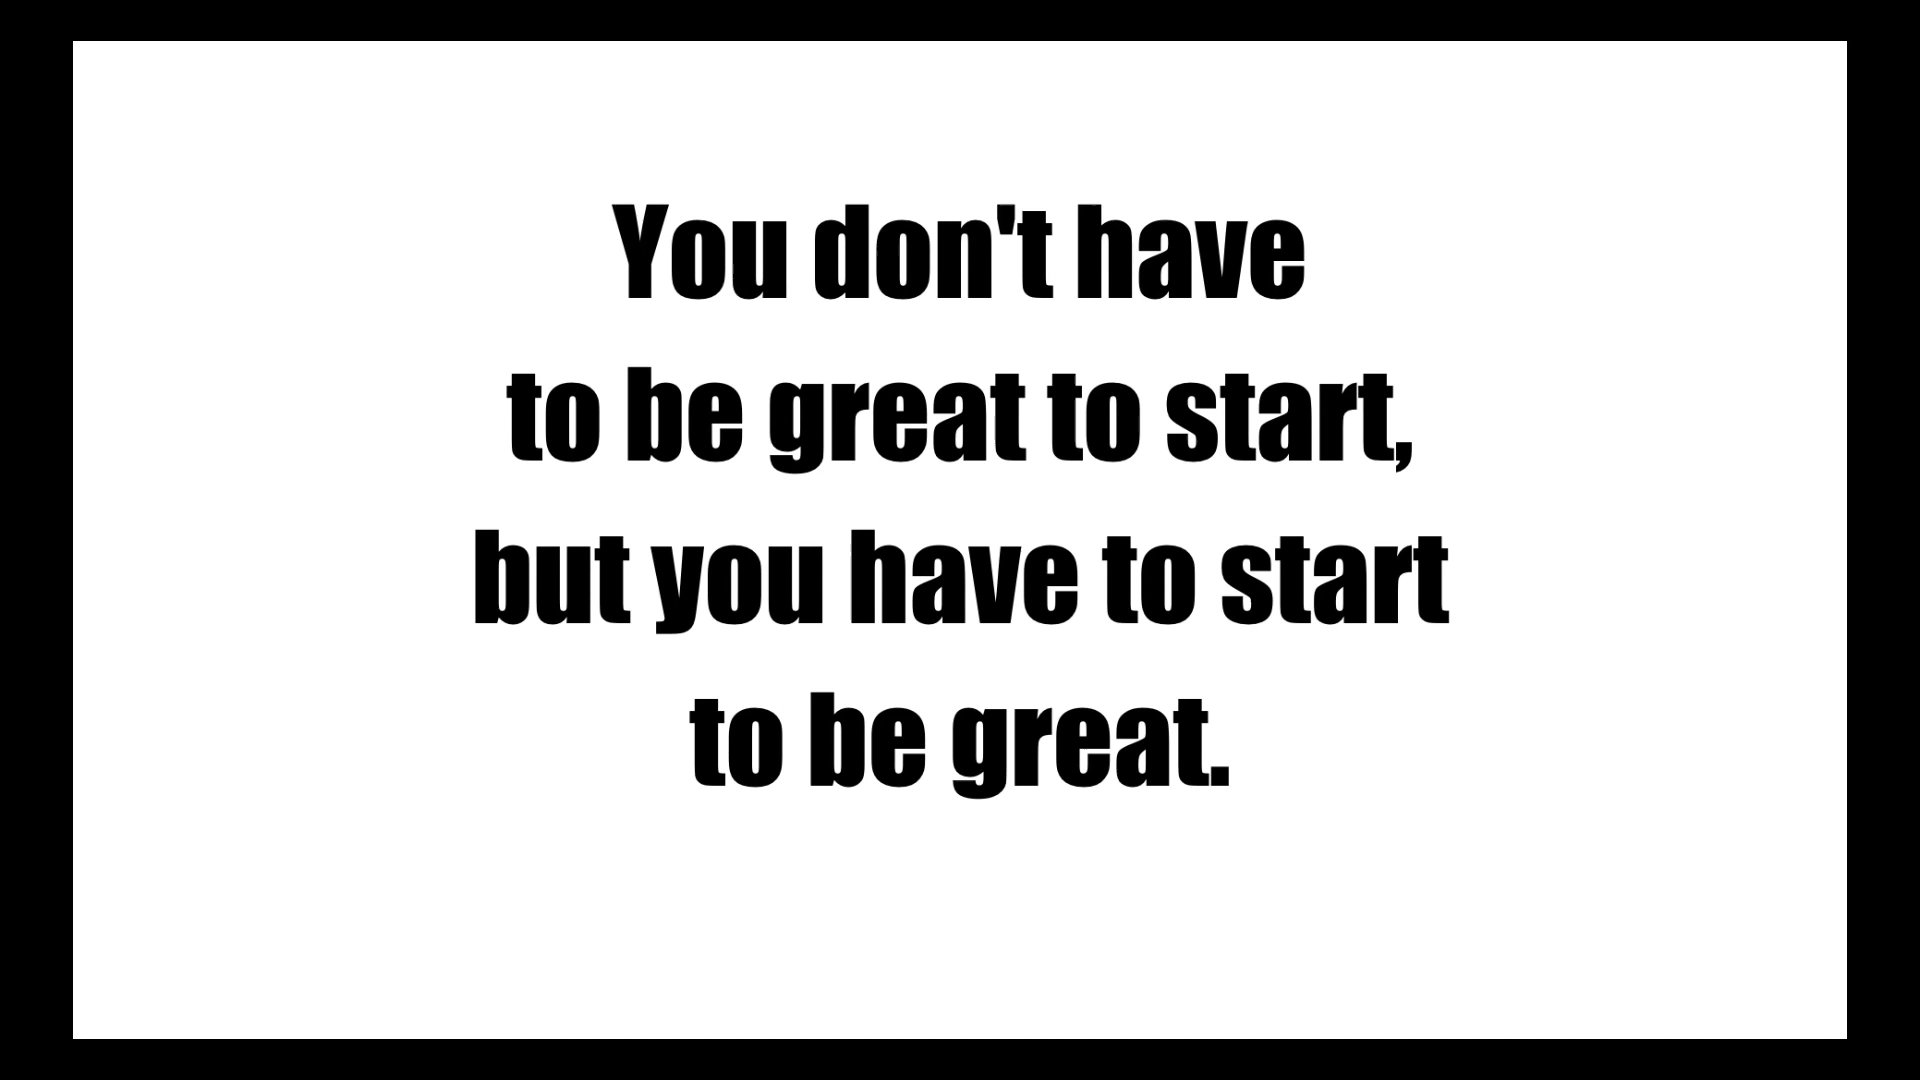 You don't have
to be great to start,
but you have to start
to be great.